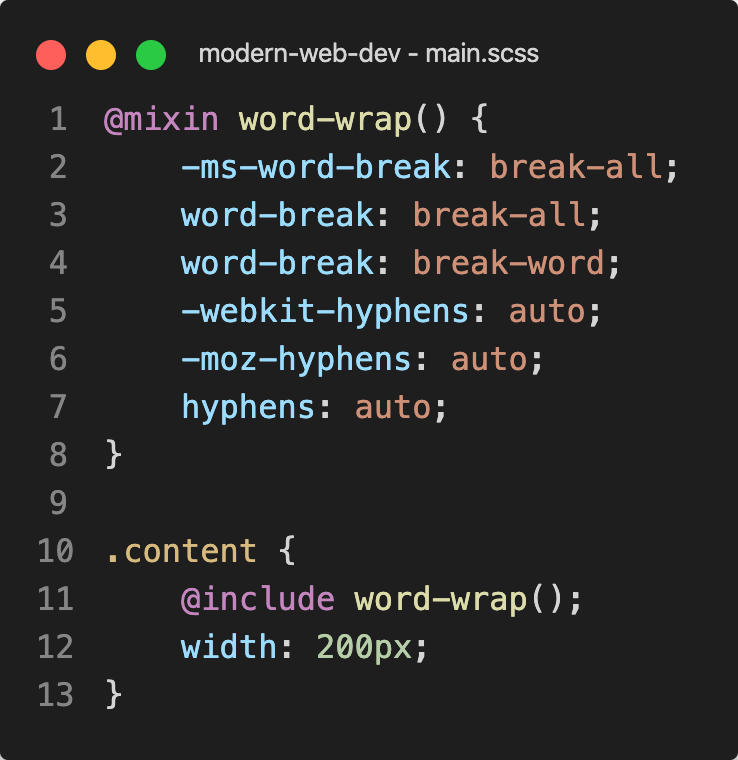 modern-web-dev - main.scss
1 @mixin word-wrap() {
2     -ms-word-break: break-all;
3     word-break: break-all;
4     word-break: break-word;
5     -webkit-hyphens: auto;
6     -moz-hyphens: auto;
7     hyphens: auto;
8 }
9
10 .content {
11     @include word-wrap();
12     width: 200px;
13 }